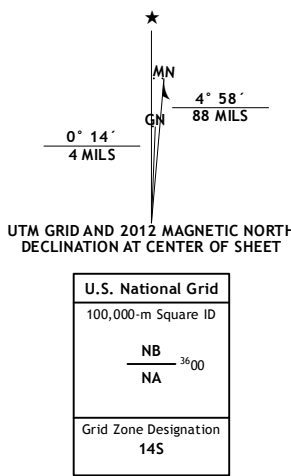 ★
MN
GN
4° 58´
88 MILS
0° 14´
4 MILS
UTM GRID AND 2012 MAGNETIC NORTH
DECLINATION AT CENTER OF SHEET
U.S. National Grid
100,000-m Square ID
NB
3600
NA
Grid Zone Designation
14S